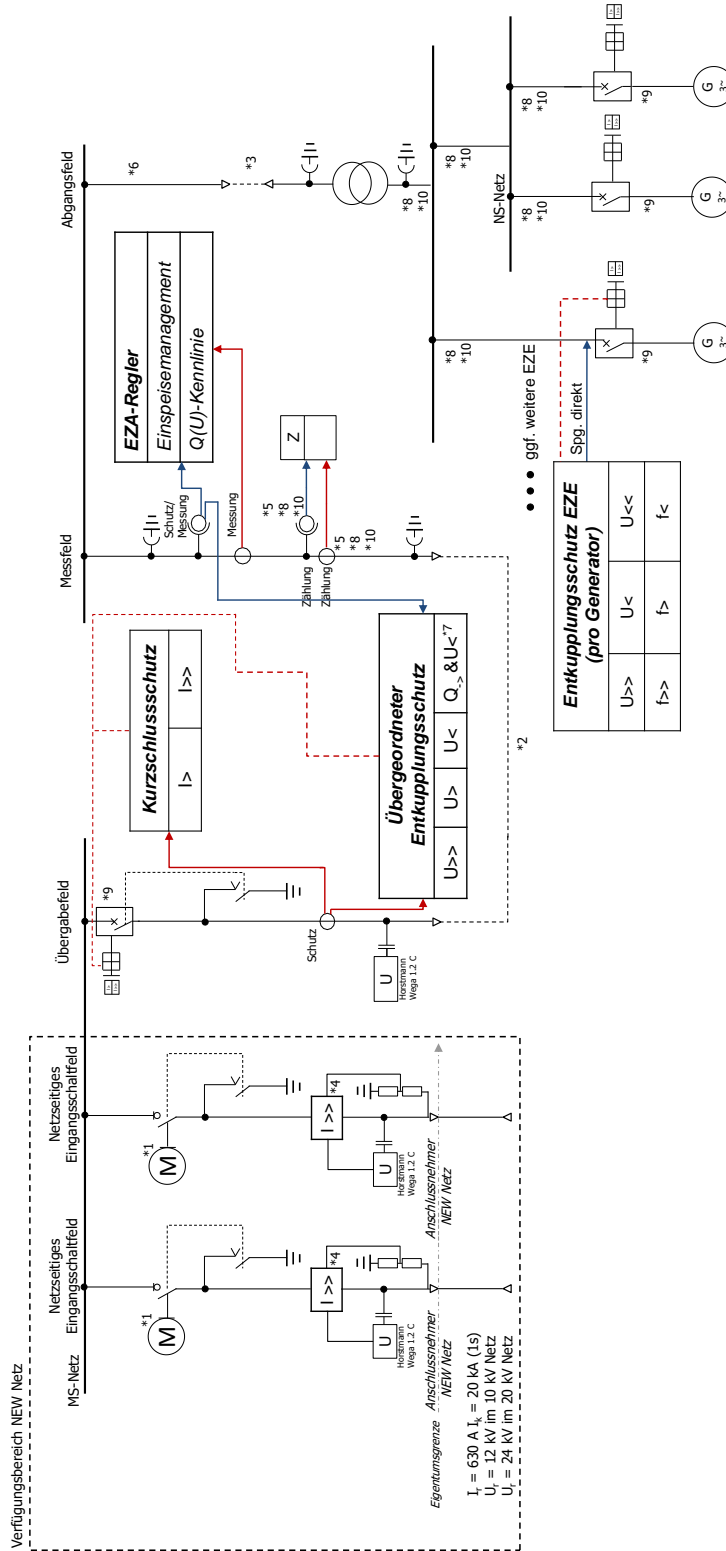 Verfügungsbereich NEW Netz
MS-Netz
Netzseitiges
Eingangsschaltfeld
*1
M
I >>
*4
U
Horstmann
Wega 1.2 C
Eigentumsgrenze
Anschlussnehmer
NEW Netz
Netzseitiges
Eingangsschaltfeld
*1
M
I >>
*4
U
Horstmann
Wega 1.2 C
Anschlussnehmer
NEW Netz
Iᵣ = 630 A Iₖ = 20 kA (1s)
Uᵣ = 12 kV im 10 kV Netz
Uᵣ = 24 kV im 20 kV Netz
Übergabefeld
*9
I>
I>>
Schutz
U
Horstmann
Wega 1.2 C
Kurzschlussschutz
I> I>>
Übergeordneter
Entkupplungsschutz
U>> U> U< Q-> & U<*7
*2
Messfeld
Schutz/
Messung
Messung
Zählung
*5
*8
*10
Zählung
*5
*8
*10
Z
EZA-Regler
Einspeisemanagement
Q(U)-Kennlinie
Abgangsfeld
*6
*3
*8
*10
*8
*10
*8
*10
NS-Netz
*8
*10
*8
*10
ggf. weitere EZE
Spg. direkt
Entkupplungsschutz EZE
(pro Generator)
U>> U< U<<
f>> f> f<
I>
I>>
*9
G
3~
I>
I>>
*9
G
3~
I>
I>>
*9
G
3~